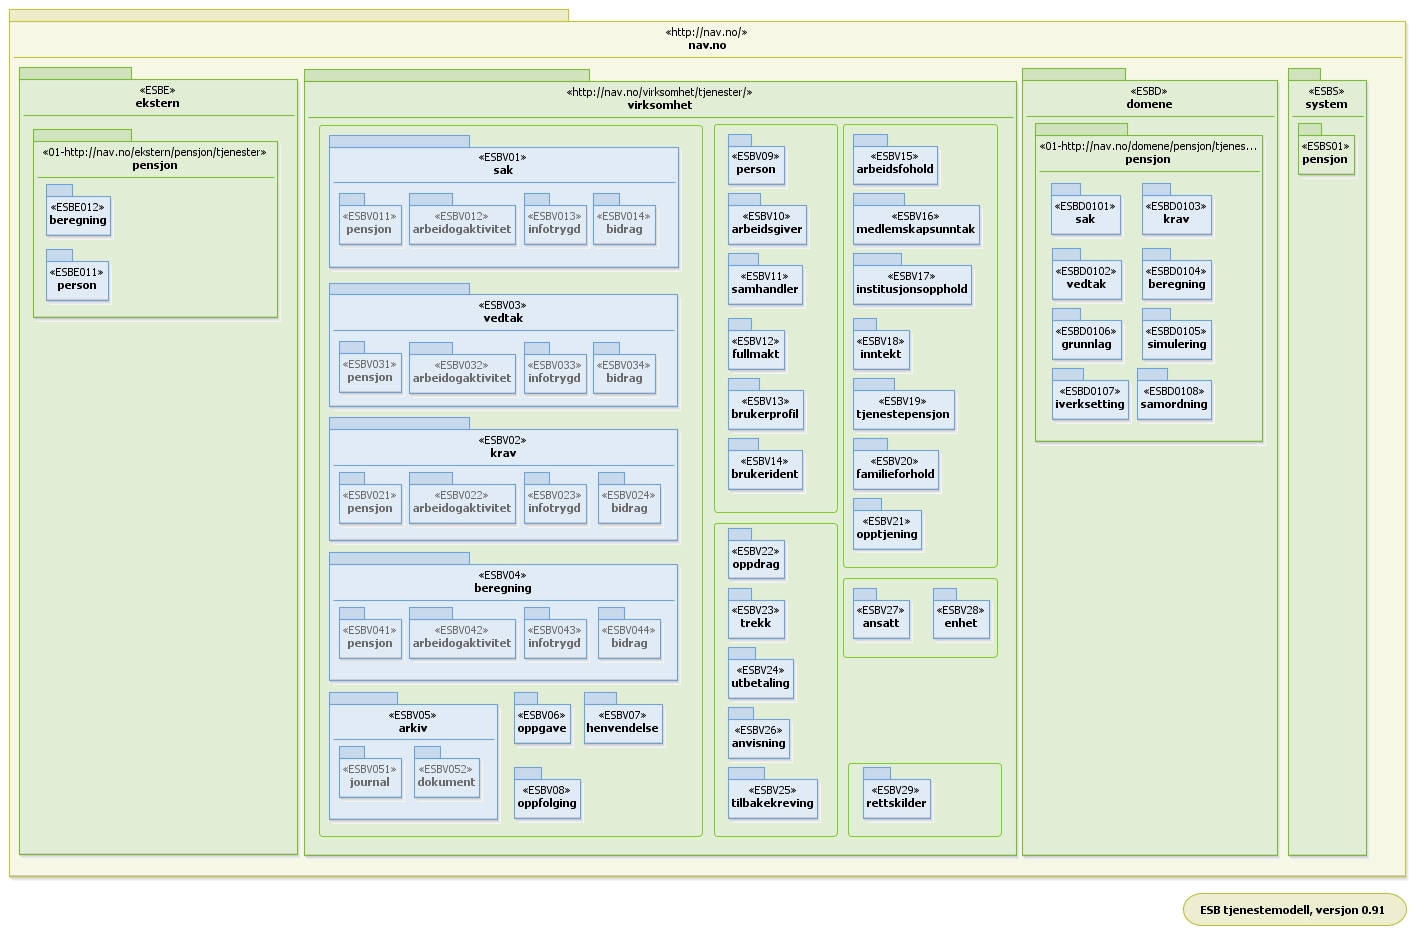 «http://nav.no/»
nav.no
«ESBE»
ekstern
«01-http://nav.no/ekstern/pensjon/tjenester»
pensjon
«ESBE012»
beregning
«ESBE011»
person
«http://nav.no/virksomhet/tjenester/»
virksomhet
«ESBV01»
sak
«ESBV011»
pensjon
«ESBV012»
arbeidogaktivitet
«ESBV013»
infotrygd
«ESBV014»
bidrag
«ESBV03»
vedtak
«ESBV031»
pensjon
«ESBV032»
arbeidogaktivitet
«ESBV033»
infotrygd
«ESBV034»
bidrag
«ESBV02»
krav
«ESBV021»
pensjon
«ESBV022»
arbeidogaktivitet
«ESBV023»
infotrygd
«ESBV024»
bidrag
«ESBV04»
beregning
«ESBV041»
pensjon
«ESBV042»
arbeidogaktivitet
«ESBV043»
infotrygd
«ESBV044»
bidrag
«ESBV05»
arkiv
«ESBV051»
journal
«ESBV052»
dokument
«ESBV06»
oppgave
«ESBV07»
henvendelse
«ESBV08»
oppfolging
«ESBV09»
person
«ESBV10»
arbeidsgiver
«ESBV11»
samhandler
«ESBV12»
fullmakt
«ESBV13»
brukerprofil
«ESBV14»
brukerident
«ESBV22»
oppdrag
«ESBV23»
trekk
«ESBV24»
utbetaling
«ESBV26»
anvisning
«ESBV25»
tilbakekreving
«ESBV15»
arbeidsfohold
«ESBV16»
medlemskapsunntak
«ESBV17»
institusjonsopphold
«ESBV18»
inntekt
«ESBV19»
tjenestepensjon
«ESBV20»
familieforhold
«ESBV21»
opptjening
«ESBV27»
ansatt
«ESBV28»
enhet
«ESBV29»
rettskilder
«ESBD»
domene
«01-http://nav.no/domene/pensjon/tjenes...
pensjon
«ESBD0101»
sak
«ESBD0103»
krav
«ESBD0102»
vedtak
«ESBD0104»
beregning
«ESBD0106»
grunnlag
«ESBD0105»
simulering
«ESBD0107»
iverksetting
«ESBD0108»
samordning
«ESBS»
system
«ESBS01»
pensjon
ESB tjenestemodell, versjon 0.91